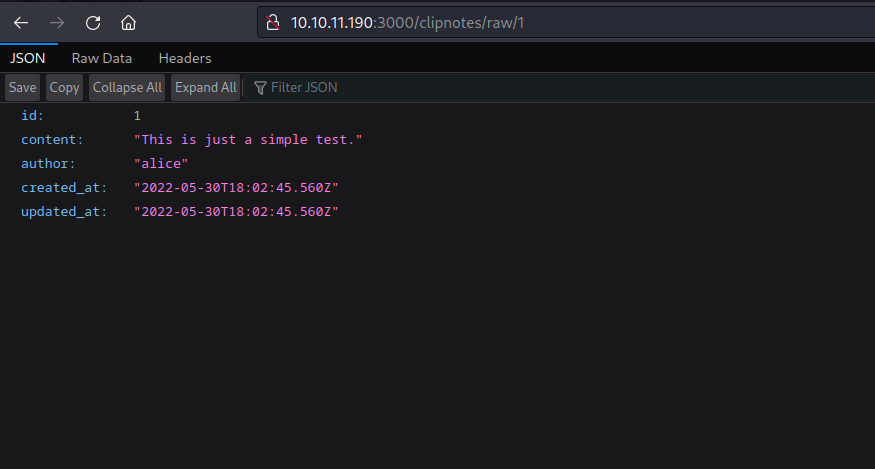 10.10.11.190:3000/clipnotes/raw/1
JSON Raw Data Headers
Save Copy Collapse All Expand All Filter JSON
id: 1
content: "This is just a simple test."
author: "alice"
created_at: "2022-05-30T18:02:45.560Z"
updated_at: "2022-05-30T18:02:45.560Z"